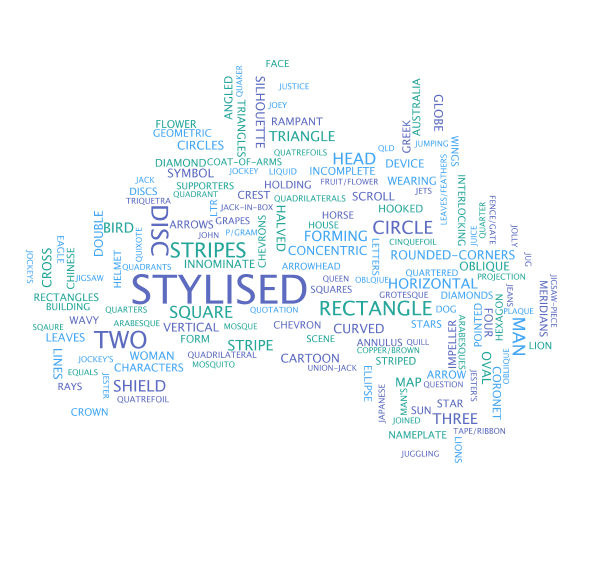 FACE
QUAKER
JUSTICE
ANGLED
TRIANGLES
SILHOUETTE
JOEY
AUSTRALIA
GLOBE
FLOWER
RAMPANT
GREEK
GEOMETRIC
TRIANGLE
CIRCLES
QUATREFOILS
QLD
JUMPING
WINGS
DIAMOND
COAT-OF-ARMS
HEAD
DEVICE
LEAVES/FEATHERS
SYMBOL
JOCKEY
LIQUID
INCOMPLETE
JACK
SUPPORTERS
HOLDING
FRUIT/FLOWER
WEARING
INTERLOCKING
DISCS
QUADRANT
CREST
QUADRILATERALS
SCROLL
JETS
TRIQUETRA
LTR
JACK-IN-BOX
HALVED
HOOKED
QUARTER
FENCE/GATE
DISC
ARROWS
GRAPES
HORSE
DOUBLE
BIRD
JOHN
P/GRAM
CHEVRONS
HOUSE
CIRCLE
JUICE
JOLLY
QUIXOTE
STRIPES
FORMING
LETTERS
CINQUEFOIL
EAGLE
CROSS
CHINESE
HELMET
INNOMINATE
CONCENTRIC
ROUNDED-CORNERS
JUG
JOCKEYS
JIGSAW
QUADRANTS
ARROWHEAD
QUARTERED
OBLIQUE
PROJECTION
STYLISED
QUEEN
OBLQIUE
HORIZONTAL
JEANS
JIGSAW-PIECE
MERIDIANS
RECTANGLES
SQUARES
GROTESQUE
DIAMONDS
BUILDING
QUARTERS
SQUARE
QUOTATION
RECTANGLE
DOG
POINTED
FOUR
HEXAGON
PLAQUE
SQAURE
WAVY
ARABESQUE
VERTICAL
MOSQUE
CHEVRON
CURVED
STARS
ARABESQUES
MAN
LEAVES
TWO
FORM
STRIPE
SCENE
ANNULUS
QUILL
IMPELLER
LION
LINES
JOCKEY'S
WOMAN
QUADRILATERAL
CARTOON
COPPER/BROWN
STRIPED
OVAL
OBLIQUE
EQUALS
CHARACTERS
MOSQUITO
UNION-JACK
ELLIPSE
ARROW
CORONET
RAYS
JESTER
SHIELD
JAPANESE
MAP
QUESTION
JESTER'S
QUATREFOIL
MAN'S
STAR
CROWN
SUN
THREE
JOINED
TAPE/RIBBON
NAMEPLATE
LIONS
JUGGLING